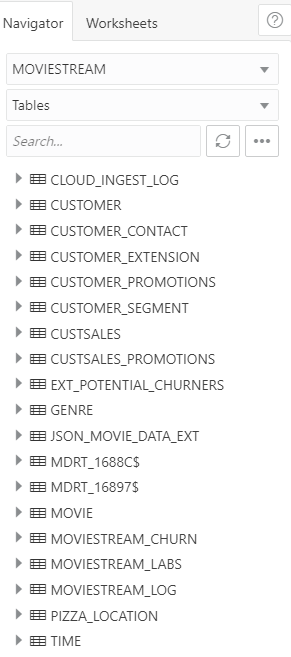 Navigator Worksheets
MOVIESTREAM
Tables
Search...
CLOUD_INGEST_LOG
CUSTOMER
CUSTOMER_CONTACT
CUSTOMER_EXTENSION
CUSTOMER_PROMOTIONS
CUSTOMER_SEGMENT
CUSTSALES
CUSTSALES_PROMOTIONS
EXT_POTENTIAL_CHURNERS
GENRE
JSON_MOVIE_DATA_EXT
MDRT_1688C$
MDRT_16897$
MOVIE
MOVIESTREAM_CHURN
MOVIESTREAM_LABS
MOVIESTREAM_LOG
PIZZA_LOCATION
TIME